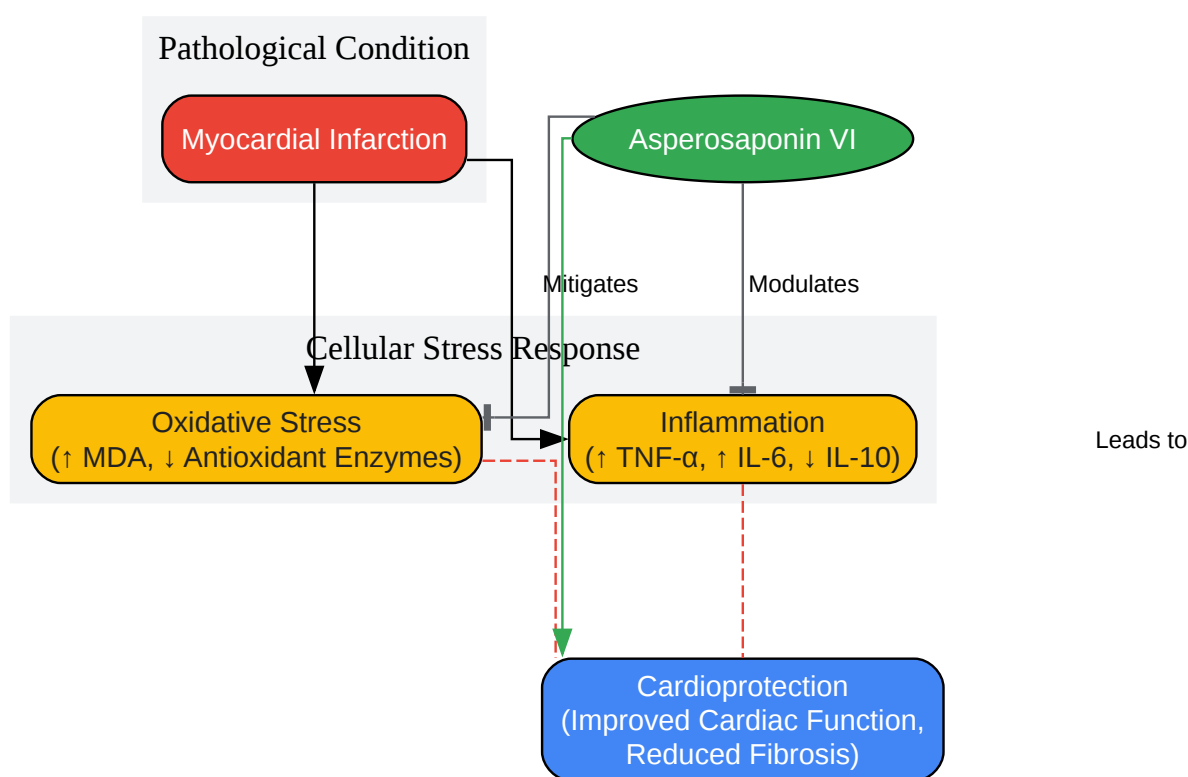 Pathological Condition
Myocardial Infarction
Asperosaponin VI
Mitigates
Modulates
Cellular Stress Response
Oxidative Stress
(↑ MDA, ↓ Antioxidant Enzymes)
Inflammation
(↑ TNF-α, ↑ IL-6, ↓ IL-10)
Leads to
Cardioprotection
(Improved Cardiac Function,
Reduced Fibrosis)